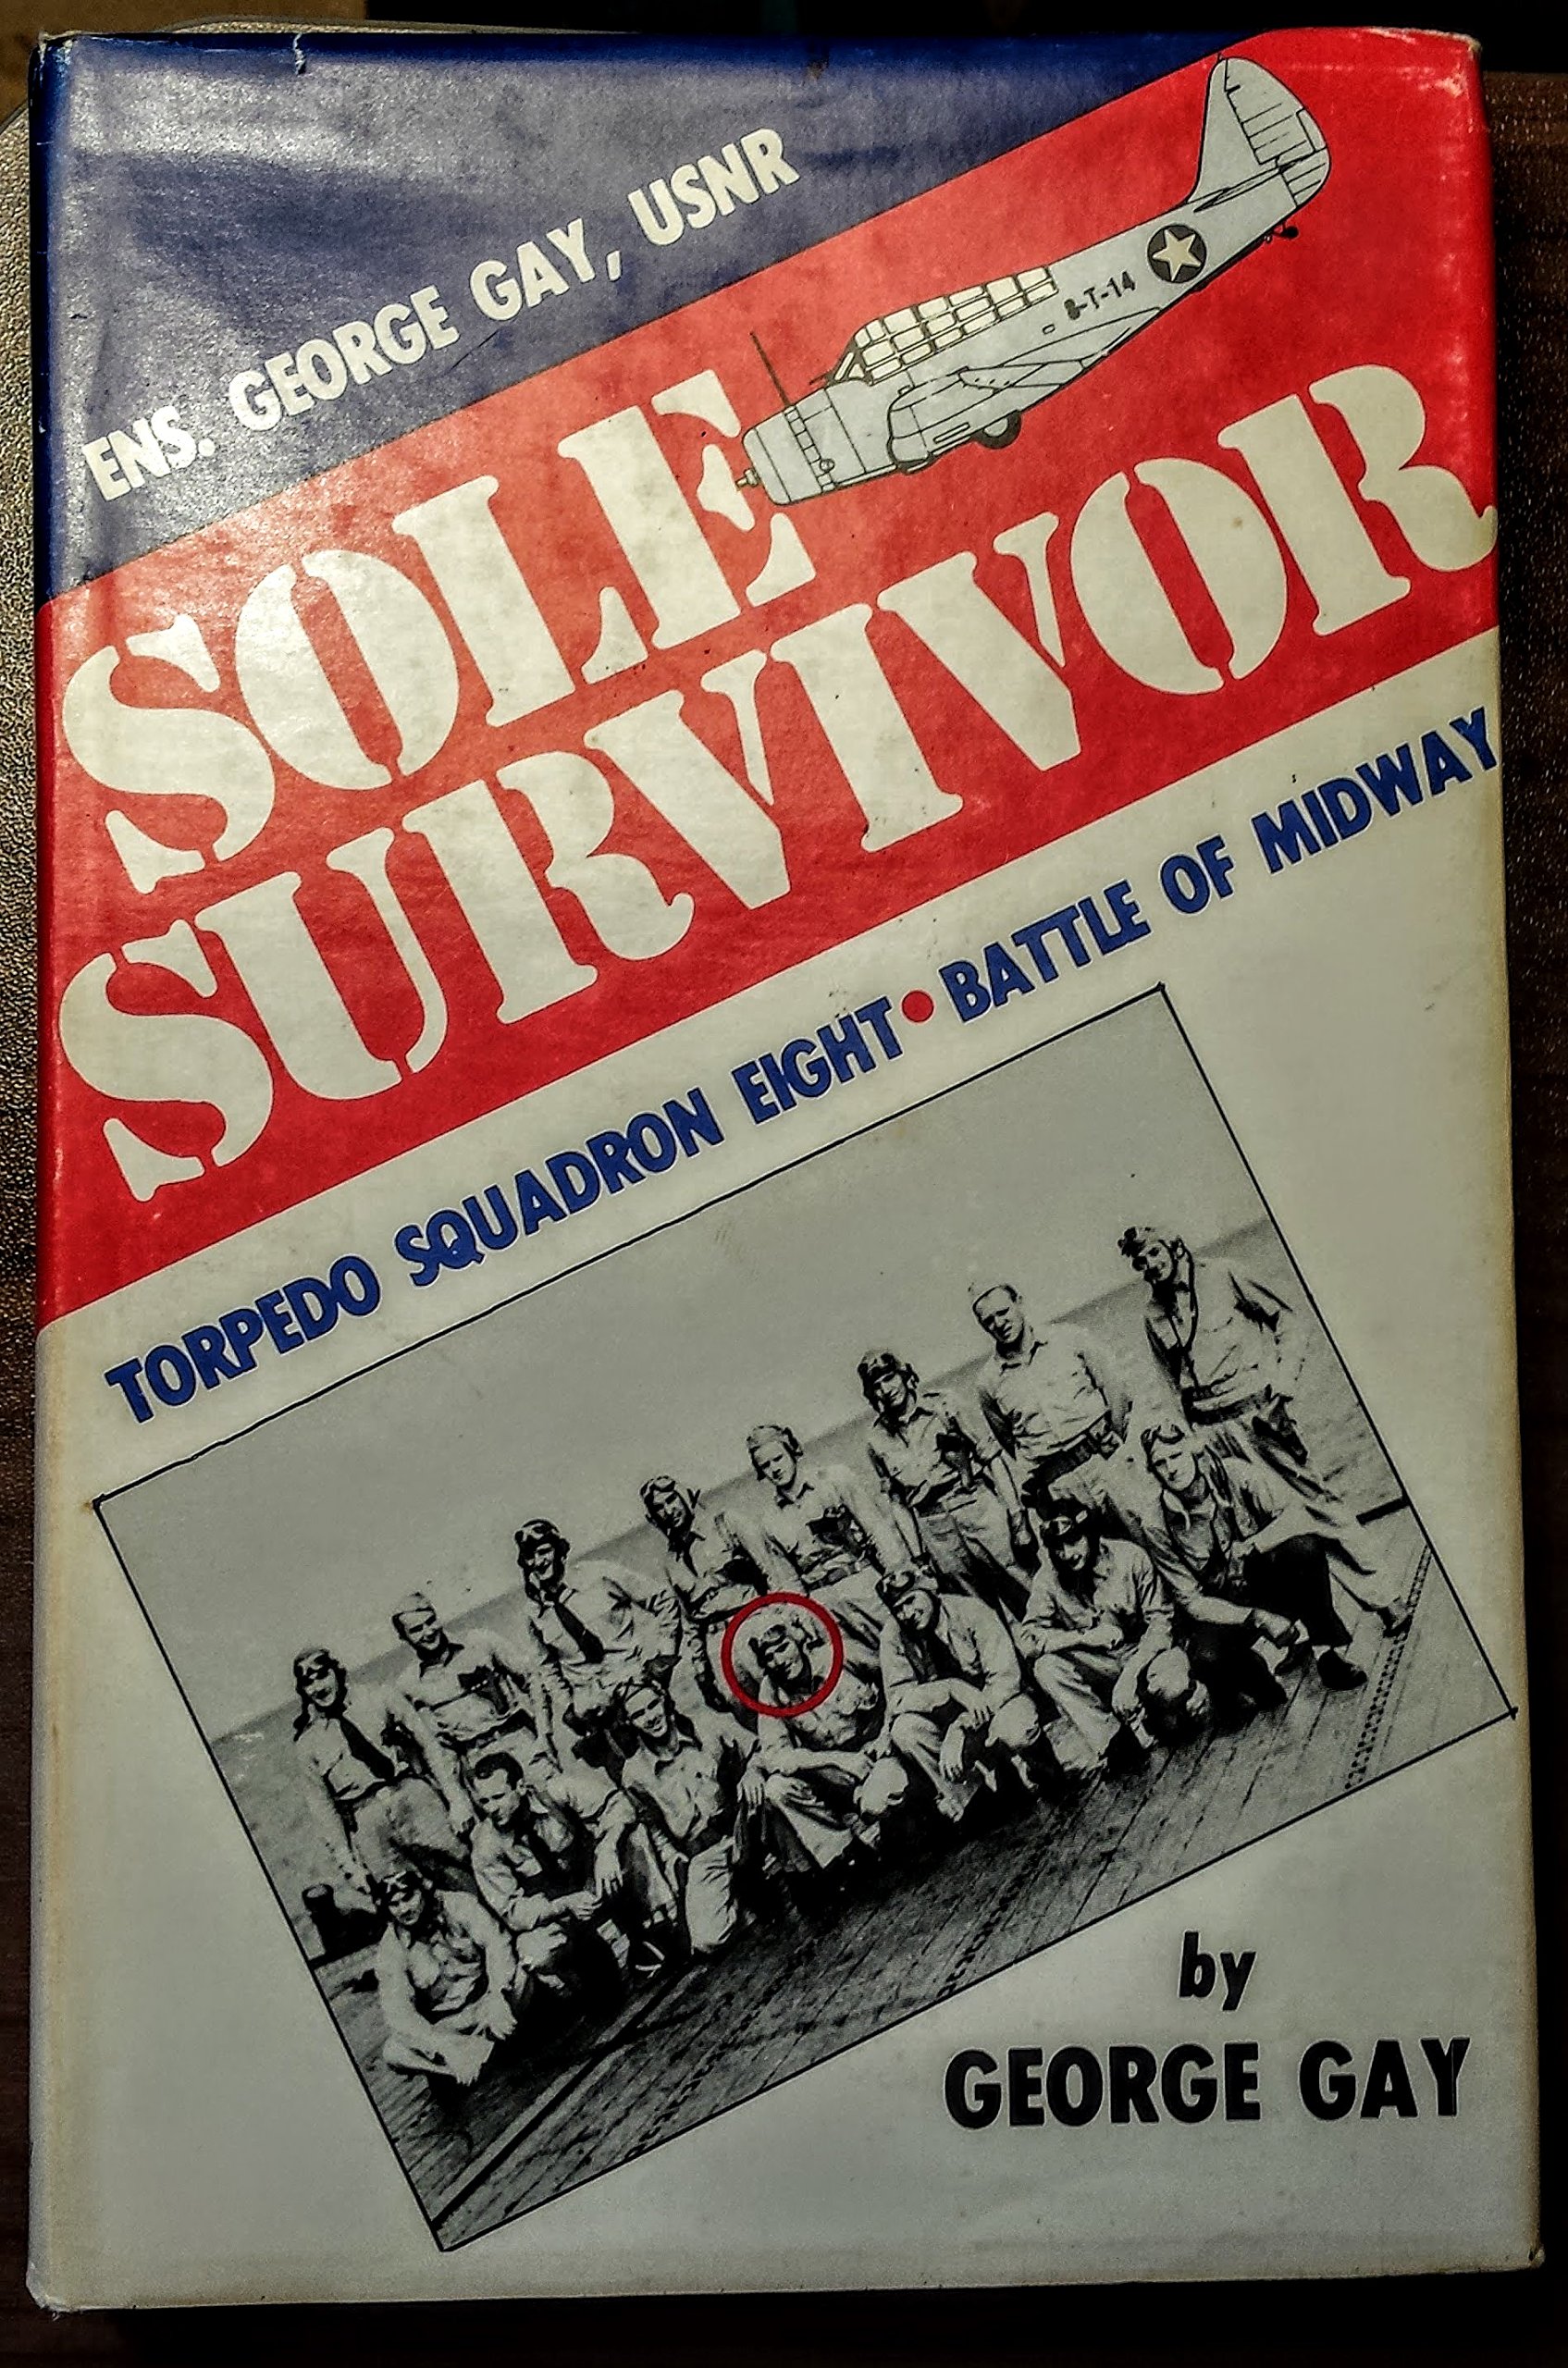 ENS. GEORGE GAY, USNR
8-T-14
SOLE
SURVIVOR
TORPEDO SQUADRON EIGHT • BATTLE OF MIDWAY
by
GEORGE GAY